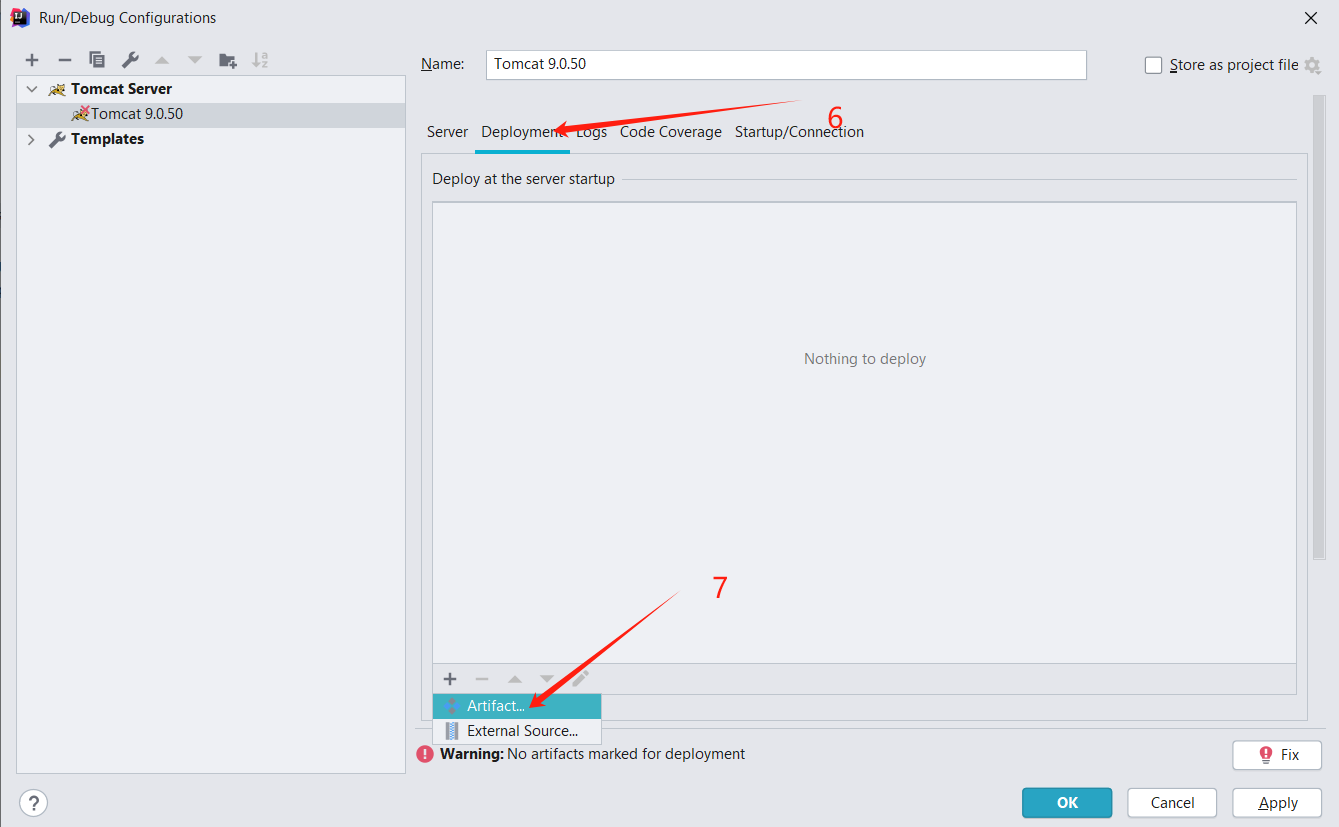 Run/Debug Configurations
Name: Tomcat 9.0.50 Store as project file
Tomcat Server
Tomcat 9.0.50
Templates
6
Server Deployment Logs Code Coverage Startup/Connection
Deploy at the server startup
Nothing to deploy
7
Artifact...
External Source...
Warning: No artifacts marked for deployment
Fix
? OK Cancel Apply